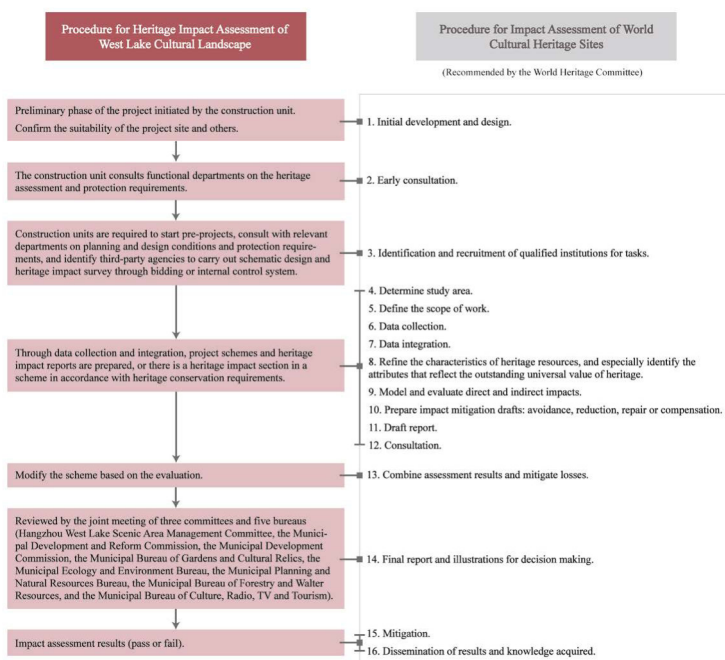 Procedure for Heritage Impact Assessment of
West Lake Cultural Landscape
Procedure for Impact Assessment of World
Cultural Heritage Sites
(Recommended by the World Heritage Committee)
Preliminary phase of the project initiated by the construction unit.
Confirm the suitability of the project site and others.
1. Initial development and design.
The construction unit consults functional departments on the heritage
assessment and protection requirements.
2. Early consultation.
Construction units are required to start pre-projects, consult with relevant
departments on planning and design conditions and protection require-
ments, and identify third-party agencies to carry out schematic design and
heritage impact survey through bidding or internal control system.
3. Identification and recruitment of qualified institutions for tasks.
Through data collection and integration, project schemes and heritage
impact reports are prepared, or there is a heritage impact section in a
scheme in accordance with heritage conservation requirements.
4. Determine study area.
5. Define the scope of work.
6. Data collection.
7. Data integration.
8. Refine the characteristics of heritage resources, and especially identify the
attributes that reflect the outstanding universal value of heritage.
9. Model and evaluate direct and indirect impacts.
10. Prepare impact mitigation drafts: avoidance, reduction, repair or compensation.
11. Draft report.
12. Consultation.
Modify the scheme based on the evaluation.
13. Combine assessment results and mitigate losses.
Reviewed by the joint meeting of three committees and five bureaus
(Hangzhou West Lake Scenic Area Management Committee, the Munici-
pal Development and Reform Commission, the Municipal Development
Commission, the Municipal Bureau of Gardens and Cultural Relics, the
Municipal Ecology and Environment Bureau, the Municipal Planning and
Natural Resources Bureau, the Municipal Bureau of Forestry and Walter
Resources, and the Municipal Bureau of Culture, Radio, TV and Tourism).
14. Final report and illustrations for decision making.
Impact assessment results (pass or fail).
15. Mitigation.
16. Dissemination of results and knowledge acquired.